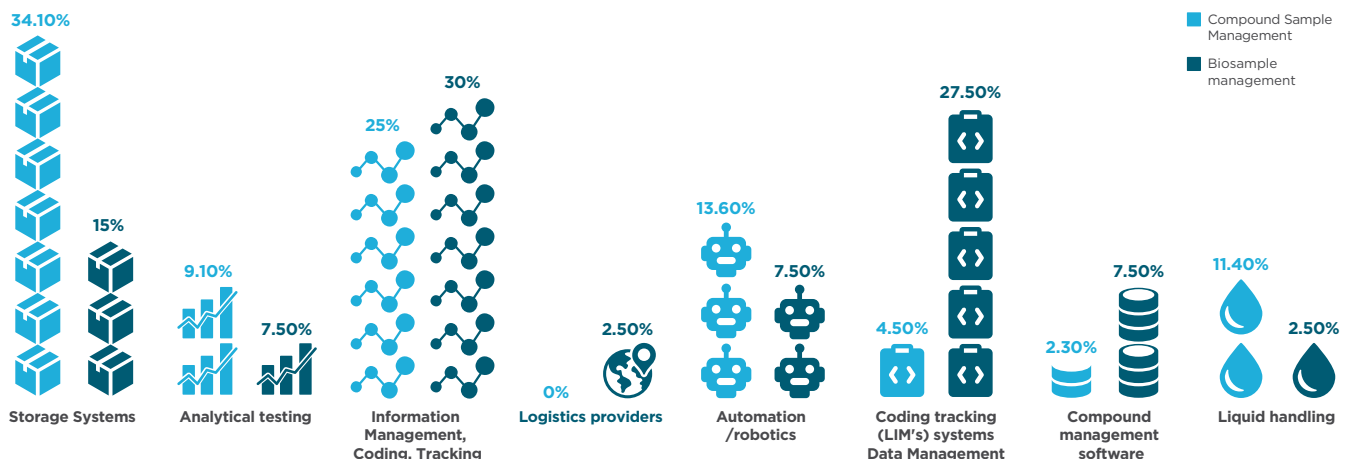 34.10%
Compound Sample
Management
Biosample
management
30%
27.50%
25%
13.60%
15%
9.10%
7.50%
7.50%
7.50%
11.40%
4.50%
2.30%
2.50%
2.50%
0%
Storage Systems
Analytical testing
Information
Management,
Coding, Tracking
Logistics providers
Automation
/robotics
Coding tracking
(LIM's) systems
Data Management
Compound
management
software
Liquid handling